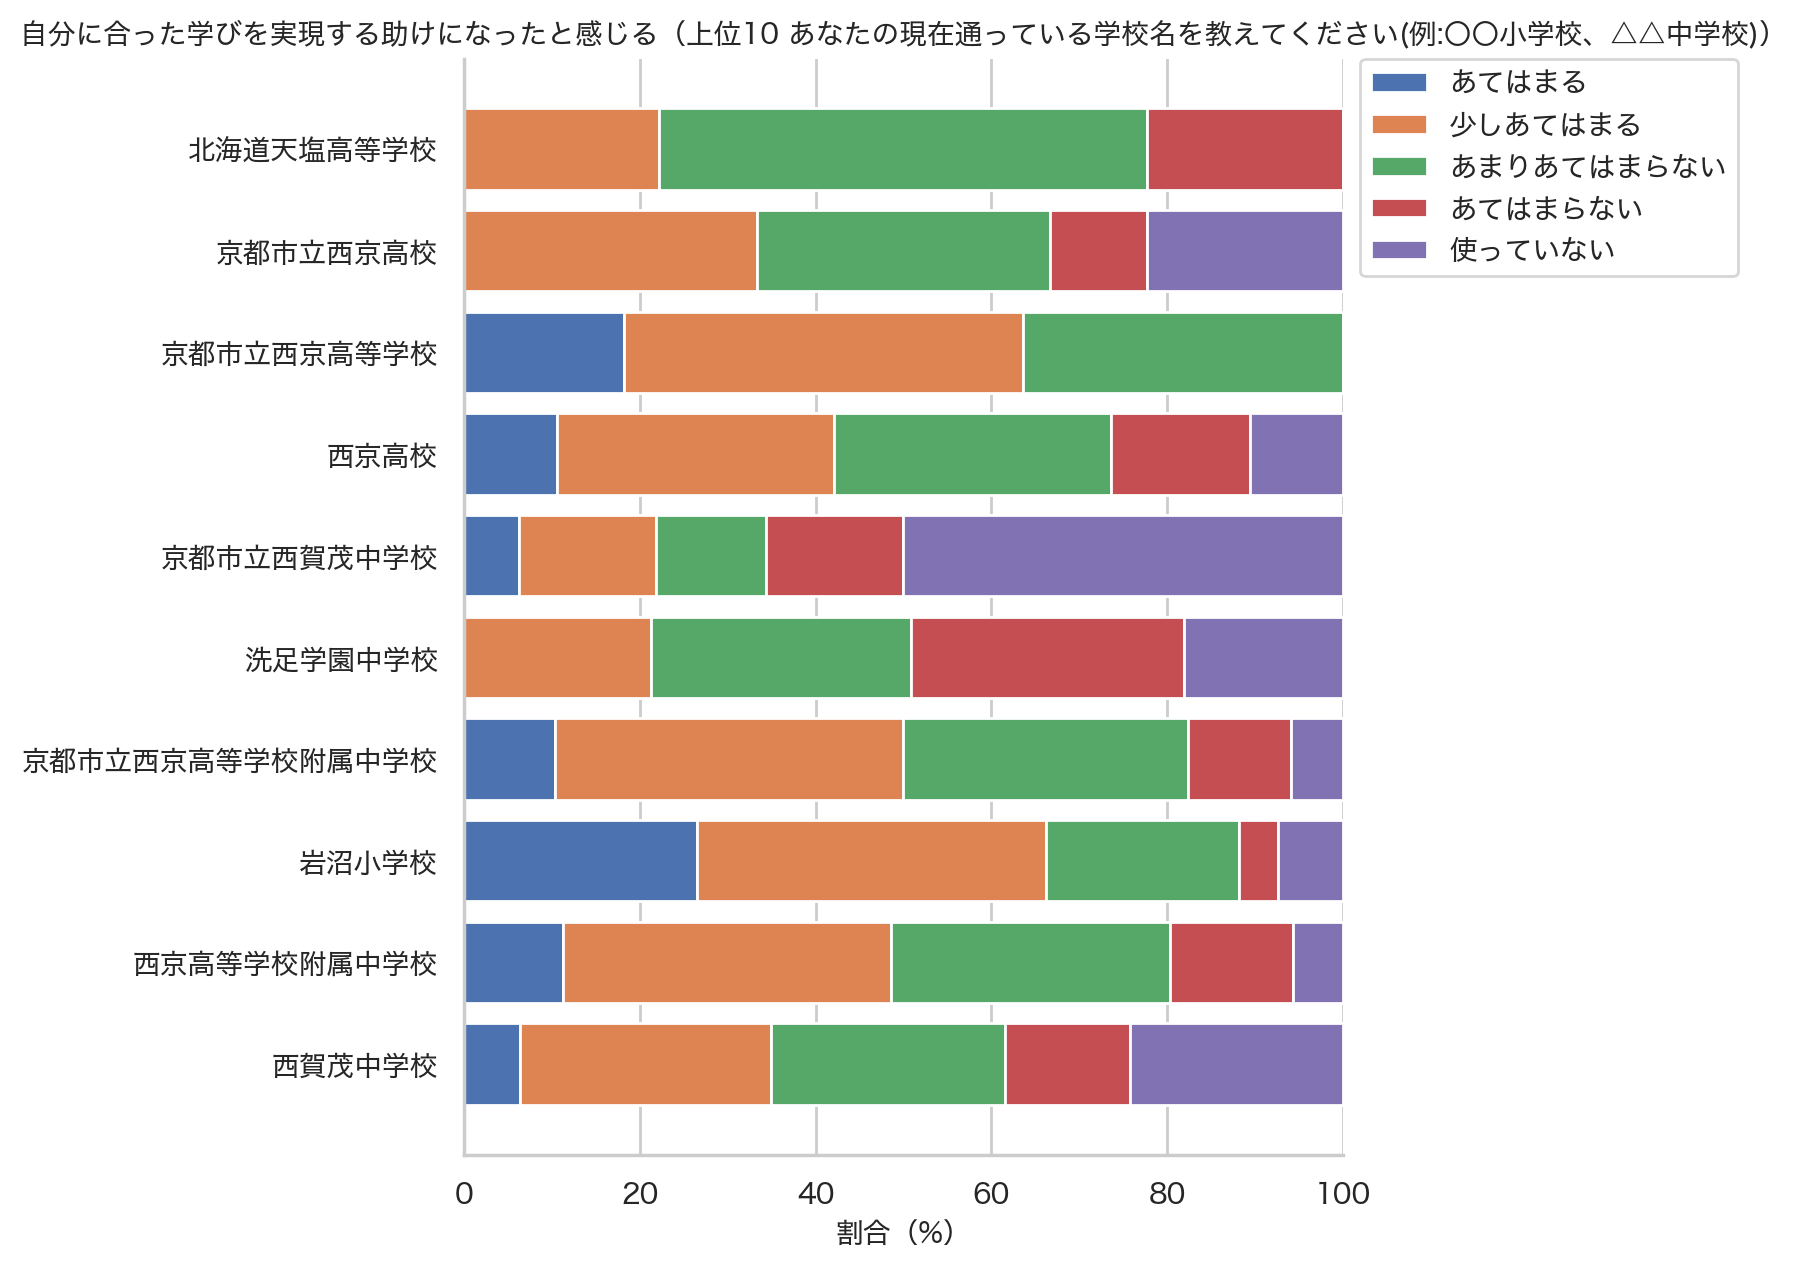 自分に合った学びを実現する助けになったと感じる（上位10 あなたの現在通っている学校名を教えてください(例:〇〇小学校、△△中学校)）
あてはまる
少しあてはまる
あまりあてはまらない
あてはまらない
使っていない
北海道天塩高等学校
京都市立西京高校
京都市立西京高等学校
西京高校
京都市立西賀茂中学校
洗足学園中学校
京都市立西京高等学校附属中学校
岩沼小学校
西京高等学校附属中学校
西賀茂中学校
0 20 40 60 80 100
割合（%）